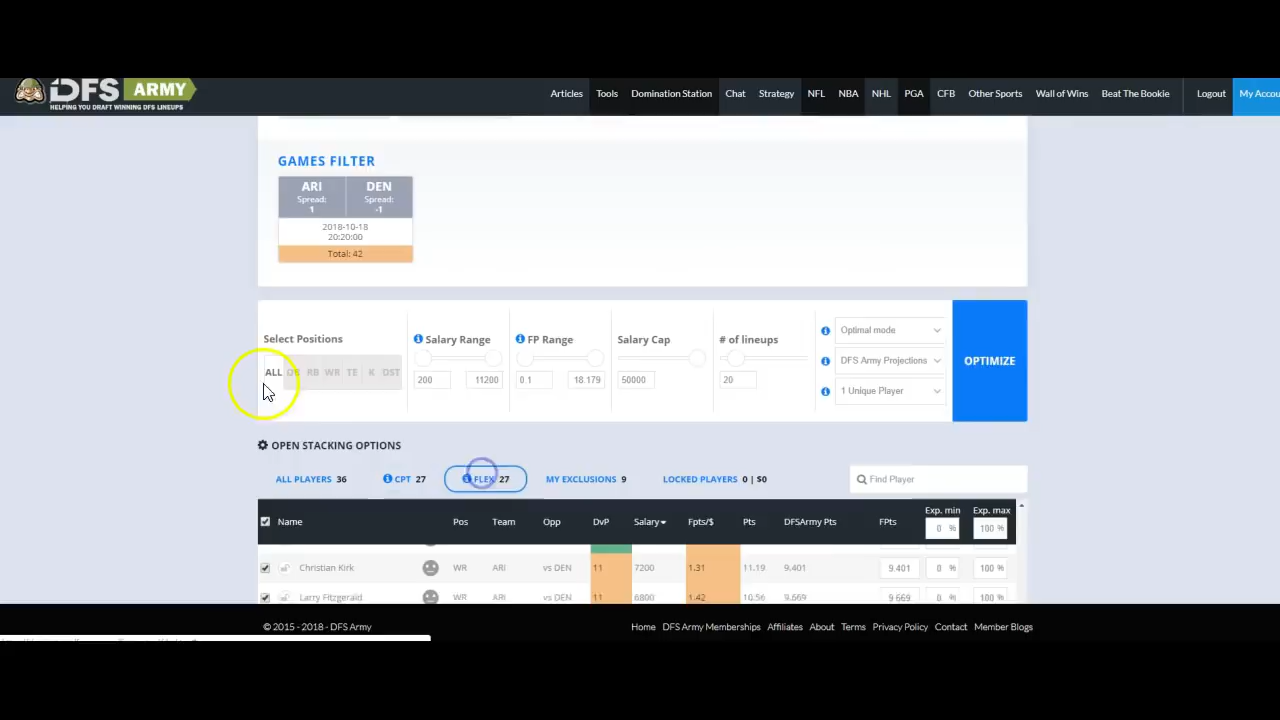 DFS ARMY
HELPING YOU DRAFT WINNING DFS LINEUPS
Articles Tools Domination Station Chat Strategy NFL NBA NHL PGA CFB Other Sports Wall of Wins Beat The Bookie Logout My Accou
GAMES FILTER
ARI DEN
Spread: Spread:
1 -1
2018-10-18
20:20:00
Total: 42
Select Positions Salary Range FP Range Salary Cap # of lineups
ALL QB RB WR TE K DST
200 11200 0.1 18.179 50000 20
Optimal mode
DFS Army Projections
1 Unique Player
OPTIMIZE
OPEN STACKING OPTIONS
ALL PLAYERS 36 CPT 27 FLEX 27 MY EXCLUSIONS 9 LOCKED PLAYERS 0 | $0 Find Player
Name Pos Team Opp DvP Salary Fpts/$ Pts DFSArmy Pts FPts Exp. min Exp. max
0 % 100 %
Christian Kirk WR ARI vs DEN 11 7200 1.31 11.19 9.401 9.401 0 % 100 %
Larry Fitzgerald WR ARI vs DEN 11 6800 1.42 10.56 9.669 9.669 0 % 100 %
© 2015 - 2018 - DFS Army Home DFS Army Memberships Affiliates About Terms Privacy Policy Contact Member Blogs